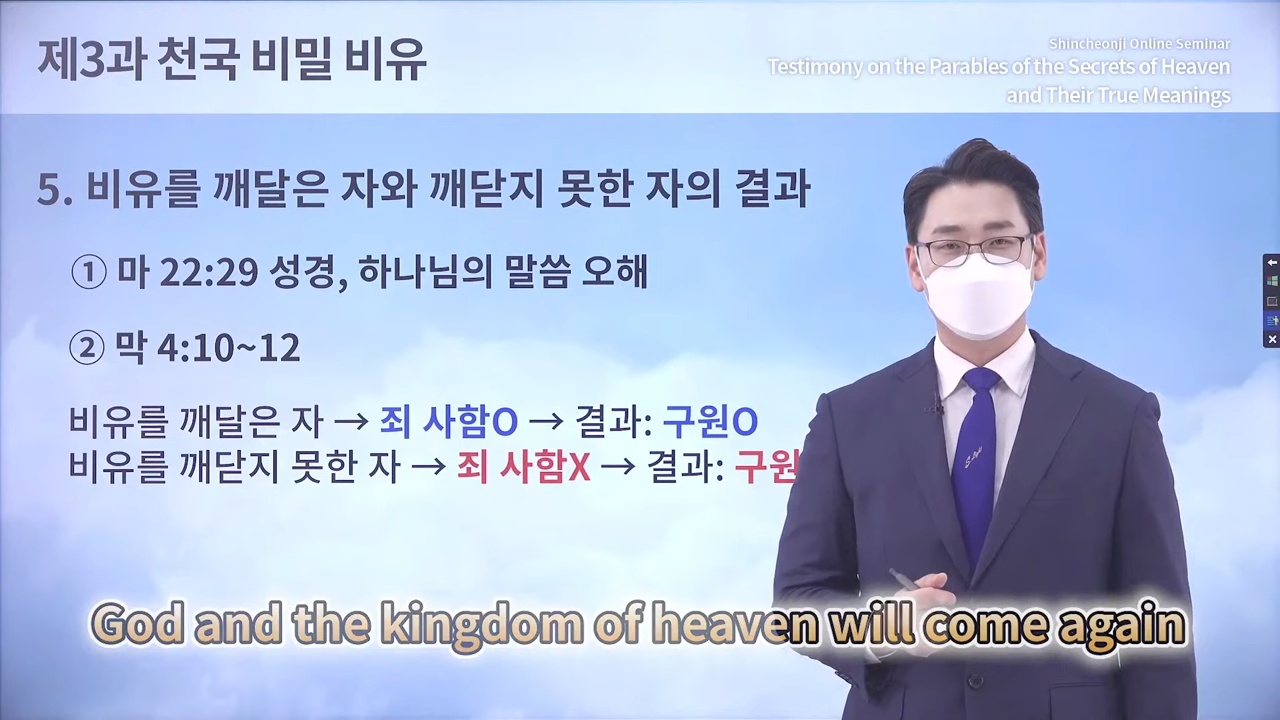 제3과 천국 비밀 비유
Shincheonji Online Seminar
Testimony on the Parables of the Secrets of Heaven
and Their True Meanings
5. 비유를 깨달은 자와 깨닫지 못한 자의 결과
① 마 22:29 성경, 하나님의 말씀 오해
② 막 4:10~12
비유를 깨달은 자 → 죄 사함O → 결과: 구원O
비유를 깨닫지 못한 자 → 죄 사함X → 결과: 구원
God and the kingdom of heaven will come again